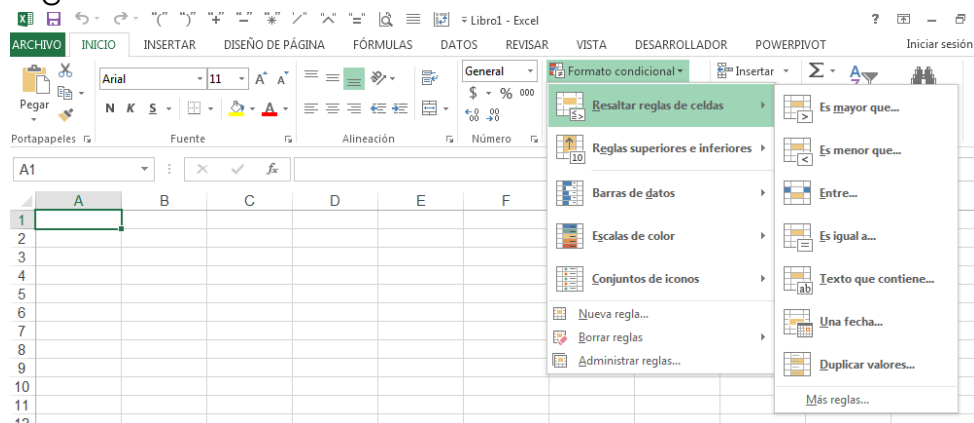 Libro1 - Excel
ARCHIVO INICIO INSERTAR DISEÑO DE PÁGINA FÓRMULAS DATOS REVISAR VISTA DESARROLLADOR POWERPIVOT Iniciar sesión
Arial 11 A A General Formato condicional Insertar Σ
Pegar N K S A $ % 000
Portapapeles Fuente Alineación Número
A1 fx
A B C D E F
1
2
3
4
5
6
7
8
9
10
11
12
Resaltar reglas de celdas
Reglas superiores e inferiores
Barras de datos
Escalas de color
Conjuntos de iconos
Nueva regla...
Borrar reglas
Administrar reglas...
Es mayor que...
Es menor que...
Entre...
Es igual a...
Texto que contiene...
Una fecha...
Duplicar valores...
Más reglas...